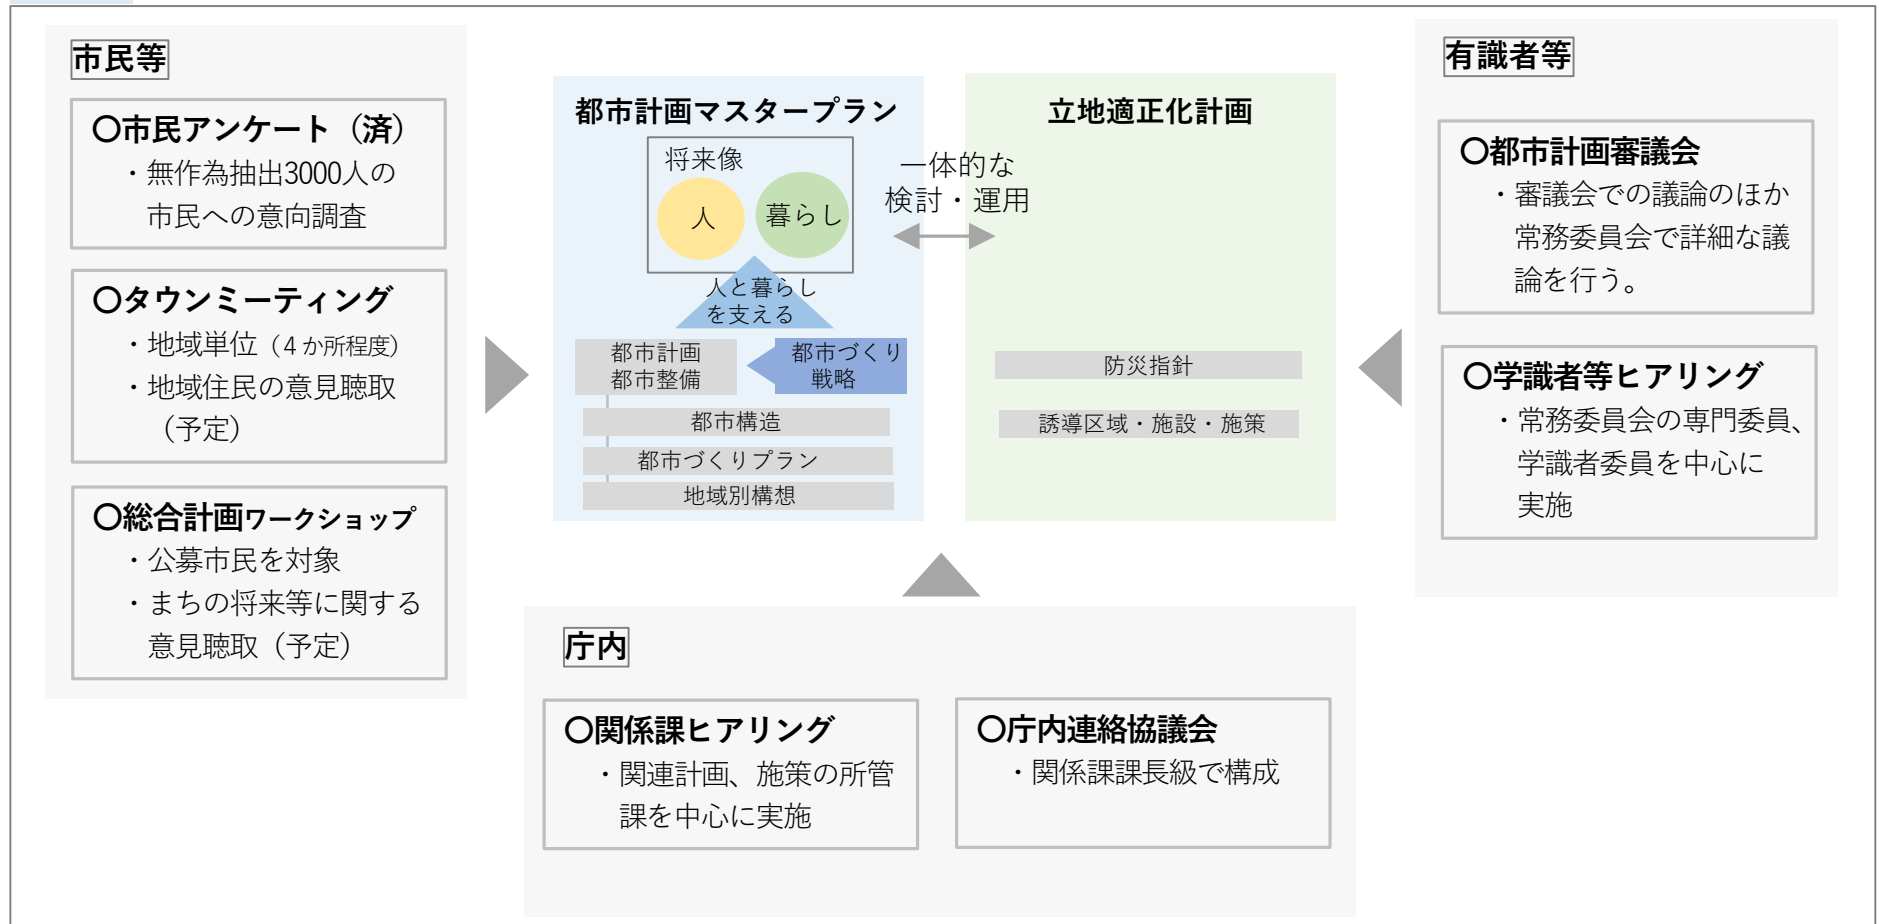 市民等
〇市民アンケート（済）
・無作為抽出3000人の
市民への意向調査
〇タウンミーティング
・地域単位（４か所程度）
・地域住民の意見聴取
（予定）
〇総合計画ワークショップ
・公募市民を対象
・まちの将来等に関する
意見聴取（予定）
都市計画マスタープラン
将来像
人
暮らし
人と暮らし
を支える
都市計画
都市整備
都市づくり
戦略
都市構造
都市づくりプラン
地域別構想
一体的な
検討・運用
立地適正化計画
防災指針
誘導区域・施設・施策
有識者等
〇都市計画審議会
・審議会での議論のほか
常務委員会で詳細な議
論を行う。
〇学識者等ヒアリング
・常務委員会の専門委員、
学識者委員を中心に
実施
庁内
〇関係課ヒアリング
・関連計画、施策の所管
課を中心に実施
〇庁内連絡協議会
・関係課課長級で構成